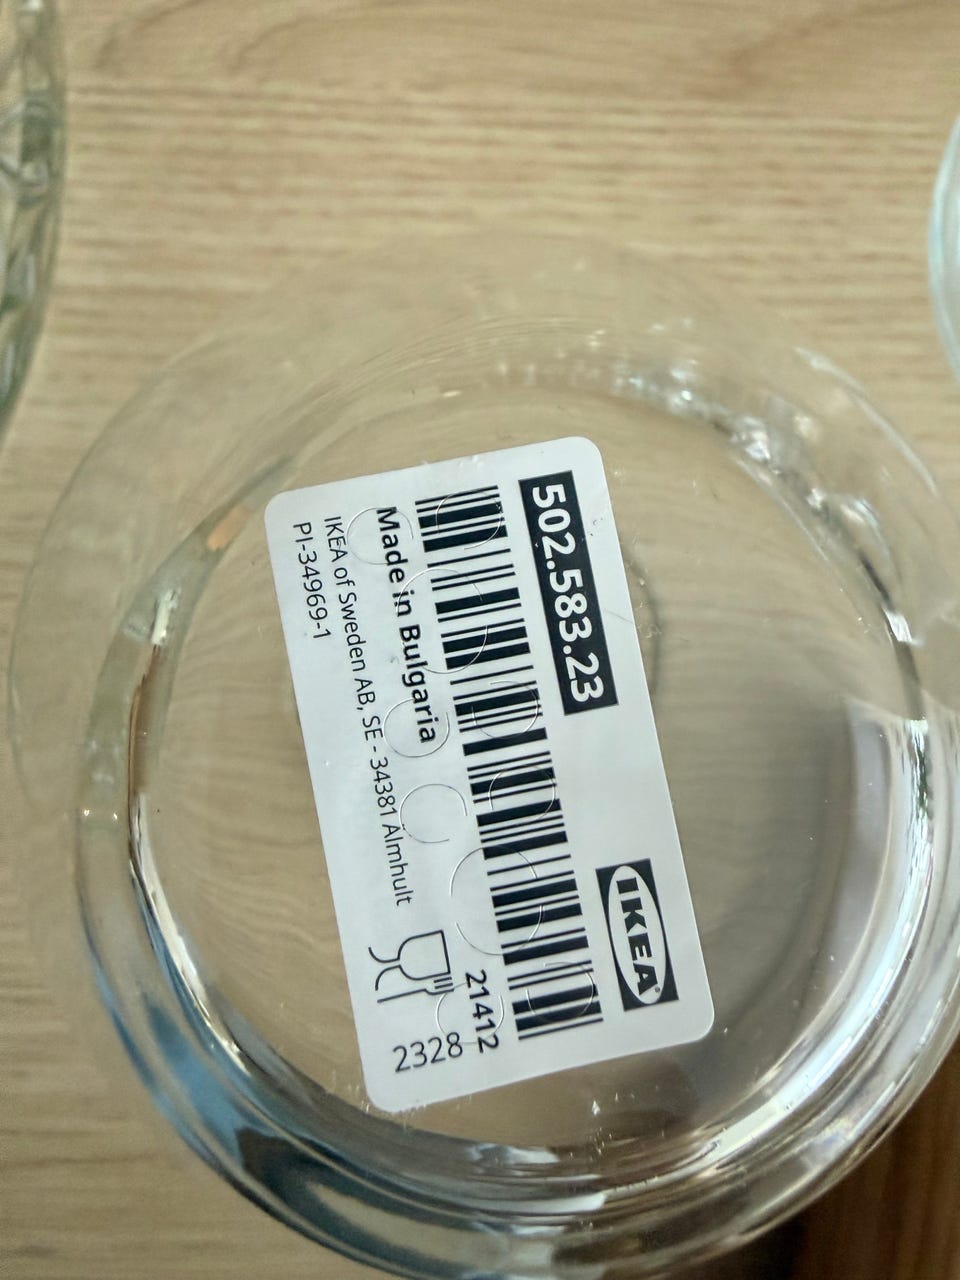 502.583.23
IKEA®
21412
Made in Bulgaria
2328
IKEA of Sweden AB, SE - 34381 Älmhult
PI-34969-1